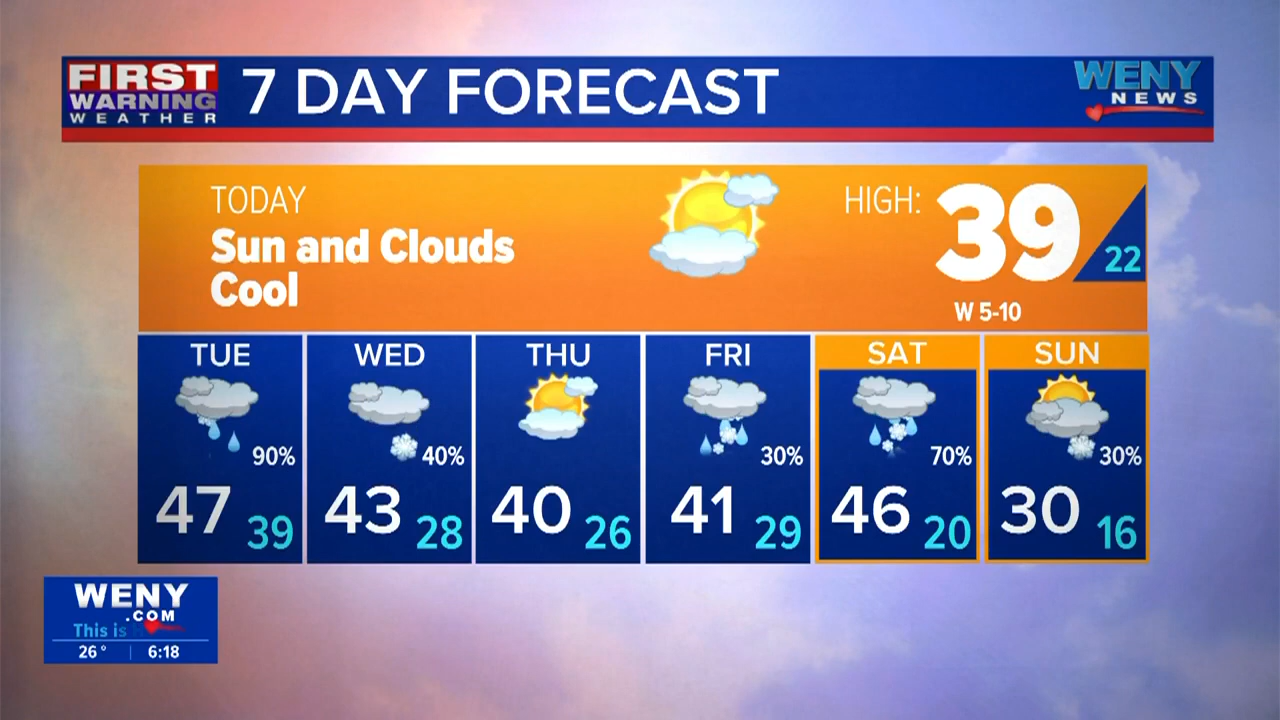 FIRST
WARNING
WEATHER
7 DAY FORECAST
WENY
NEWS
TODAY
Sun and Clouds
Cool
HIGH: 39 22
W 5-10
TUE WED THU FRI SAT SUN
90% 40% 30% 70% 30%
47 39 43 28 40 26 41 29 46 20 30 16
WENY
.COM
This is
26° | 6:18